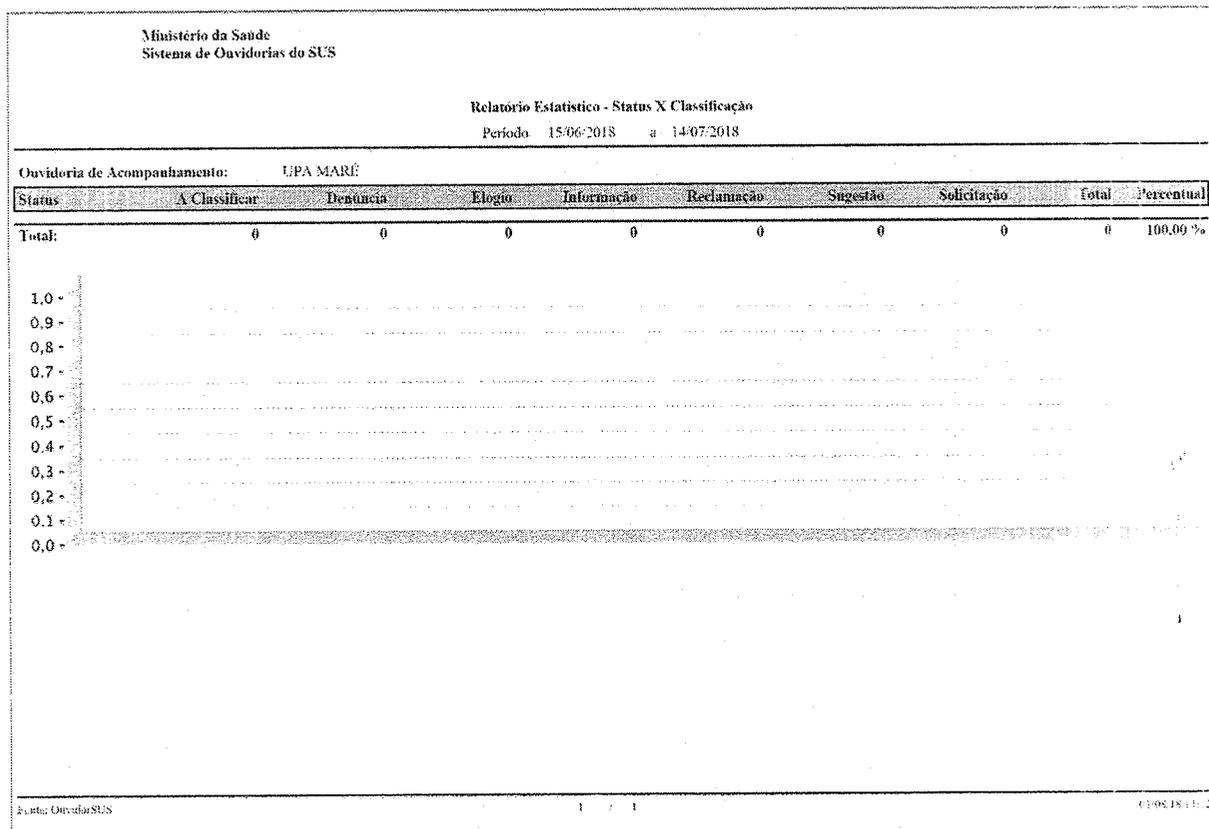 Ministério da Saúde
Sistema de Ouvidorias do SUS
Relatório Estatístico - Status X Classificação
Período 15/06/2018 a 14/07/2018
Ouvidoria de Acompanhamento: UPA MARÉ
Status A Classificar Denúncia Elogio Informação Reclamação Sugestão Solicitação Total Percentual
Total: 0 0 0 0 0 0 0 0 100,00 %
1,0
0,9
0,8
0,7
0,6
0,5
0,4
0,3
0,2
0,1
0,0
Fonte: OuvidorSUS 1 / 1